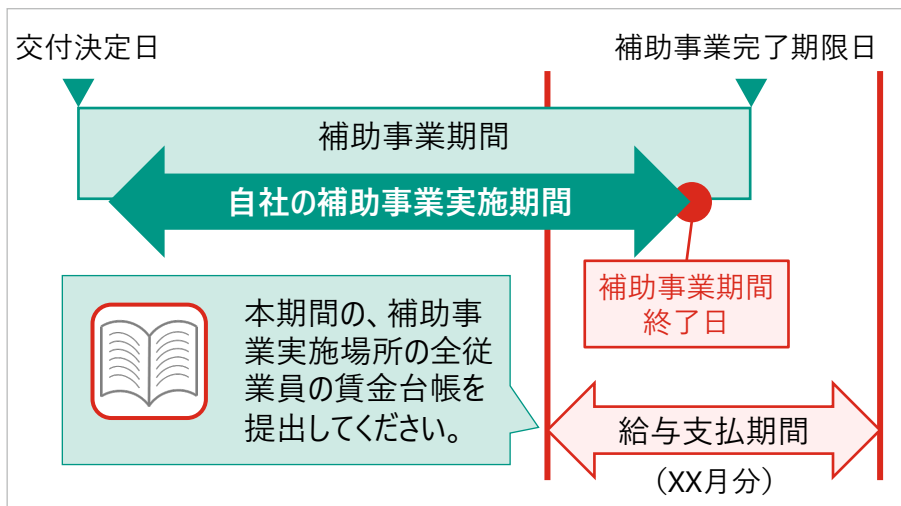 交付決定日
補助事業完了期限日
補助事業期間
自社の補助事業実施期間
補助事業期間
終了日
本期間の、補助事
業実施場所の全従
業員の賃金台帳を
提出してください。
給与支払期間
（XX月分）